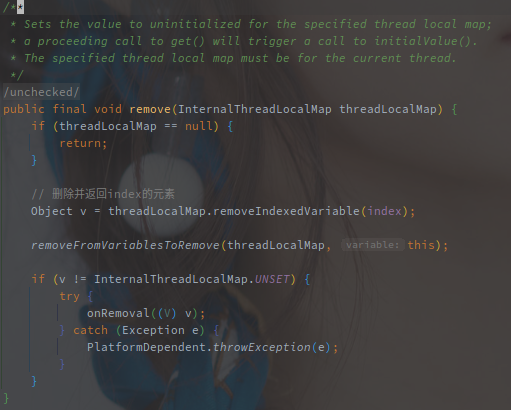 /**
 * Sets the value to uninitialized for the specified thread local map;
 * a proceeding call to get() will trigger a call to initialValue().
 * The specified thread local map must be for the current thread.
 */
/unchecked/
public final void remove(InternalThreadLocalMap threadLocalMap) {
    if (threadLocalMap == null) {
        return;
    }
    // 删除并返回index的元素
    Object v = threadLocalMap.removeIndexedVariable(index);
    removeFromVariablesToRemove(threadLocalMap, variable: this);
    if (v != InternalThreadLocalMap.UNSET) {
        try {
            onRemoval((V) v);
        } catch (Exception e) {
            PlatformDependent.throwException(e);
        }
    }
}